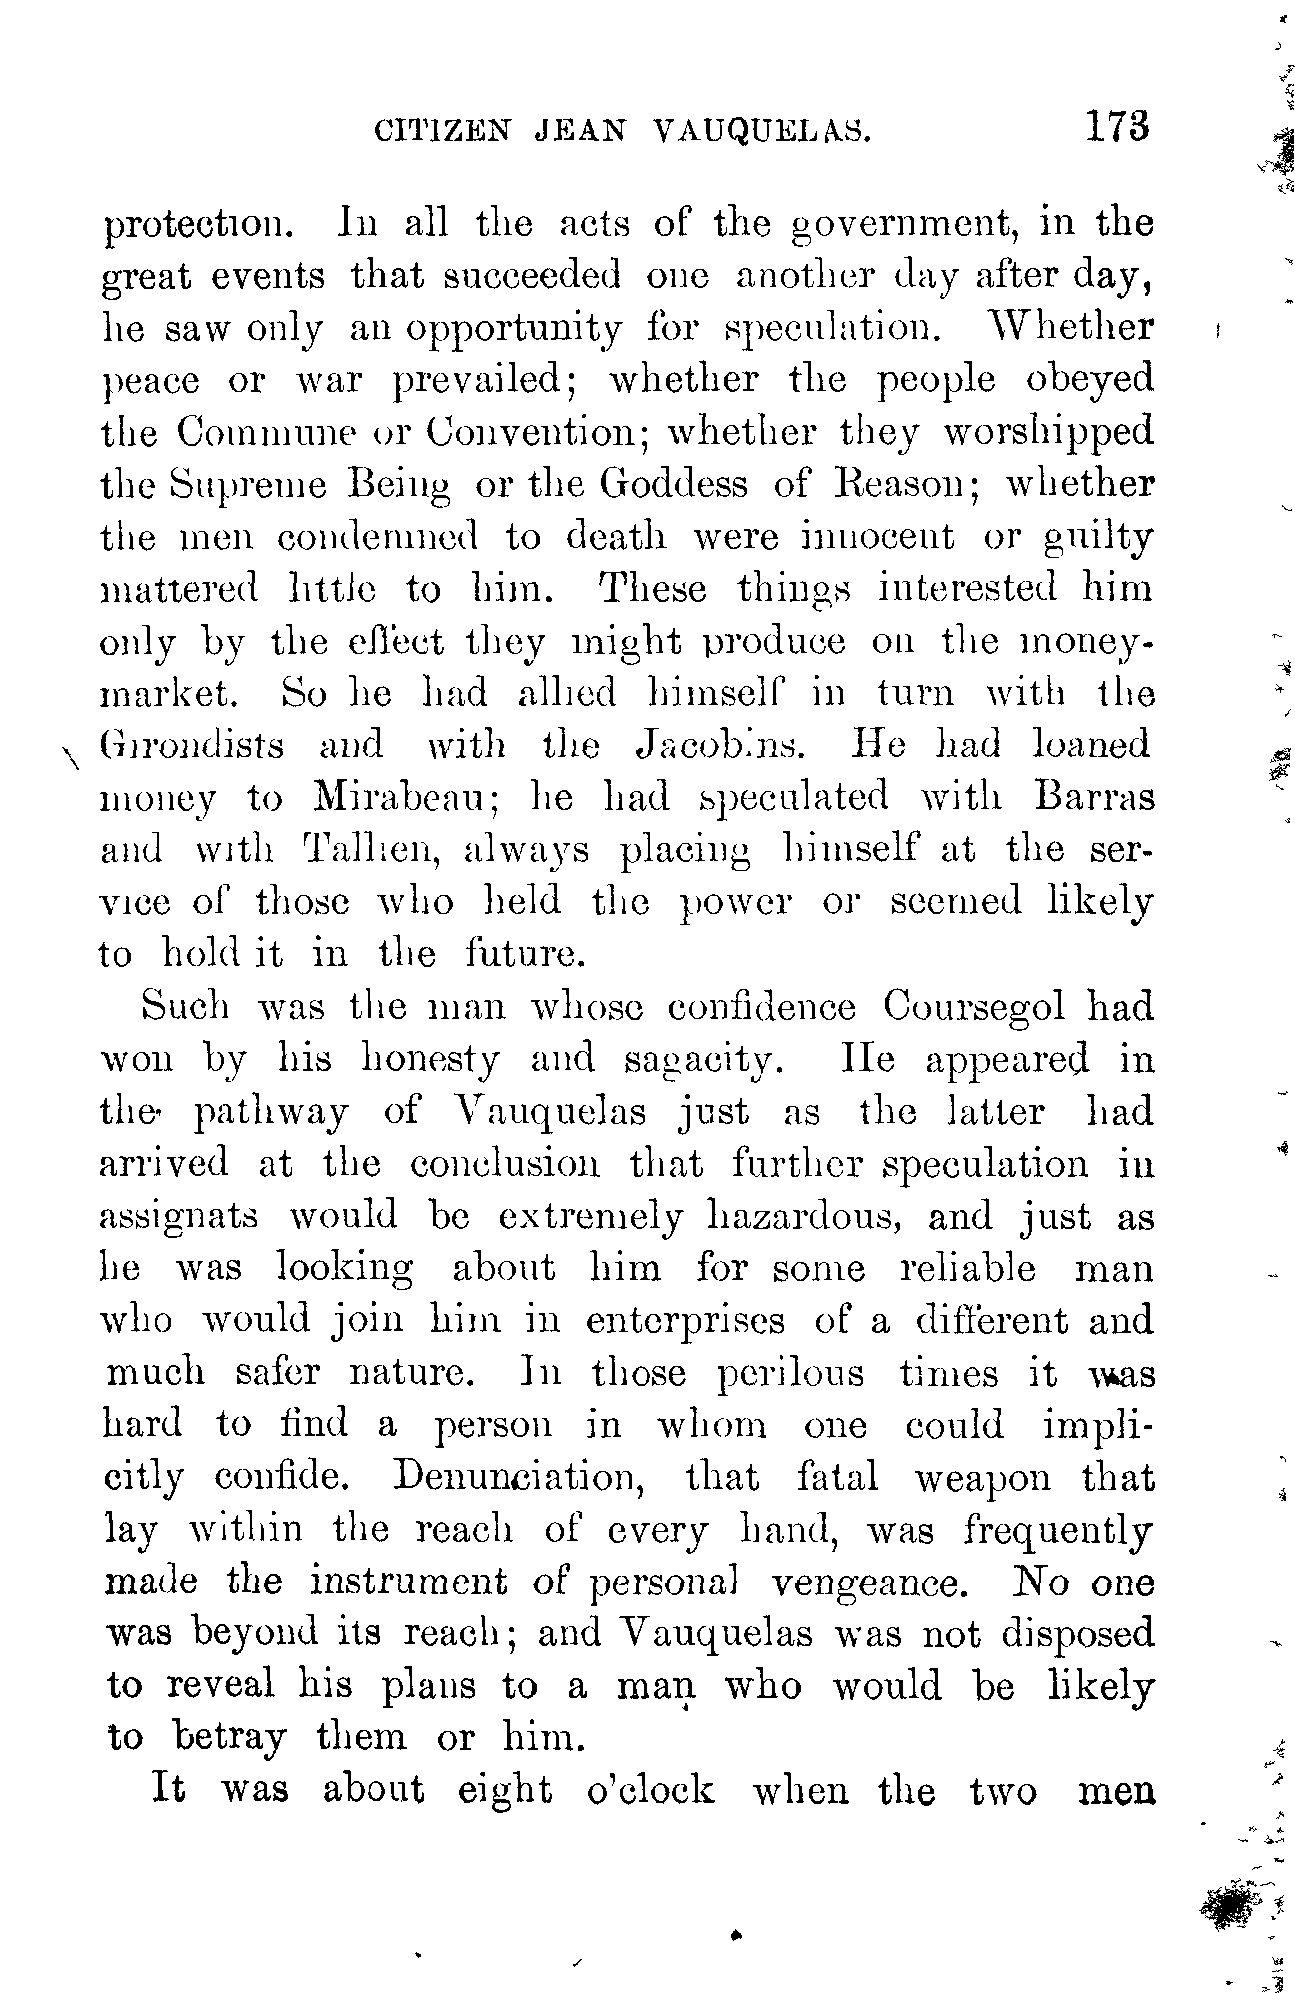 CITIZEN JEAN VAUQUELAS. 173
protection. In all the acts of the government, in the
great events that succeeded one another day after day,
he saw only an opportunity for speculation. Whether
peace or war prevailed; whether the people obeyed
the Commune or Convention; whether they worshipped
the Supreme Being or the Goddess of Reason; whether
the men condemned to death were innocent or guilty
mattered little to him. These things interested him
only by the effect they might produce on the money-
market. So he had allied himself in turn with the
Girondists and with the Jacobins. He had loaned
money to Mirabeau; he had speculated with Barras
and with Tallien, always placing himself at the ser-
vice of those who held the power or seemed likely
to hold it in the future.
Such was the man whose confidence Coursegol had
won by his honesty and sagacity. He appeared in
the pathway of Vauquelas just as the latter had
arrived at the conclusion that further speculation in
assignats would be extremely hazardous, and just as
he was looking about him for some reliable man
who would join him in enterprises of a different and
much safer nature. In those perilous times it was
hard to find a person in whom one could impli-
citly confide. Denunciation, that fatal weapon that
lay within the reach of every hand, was frequently
made the instrument of personal vengeance. No one
was beyond its reach; and Vauquelas was not disposed
to reveal his plans to a man who would be likely
to betray them or him.
It was about eight o'clock when the two men